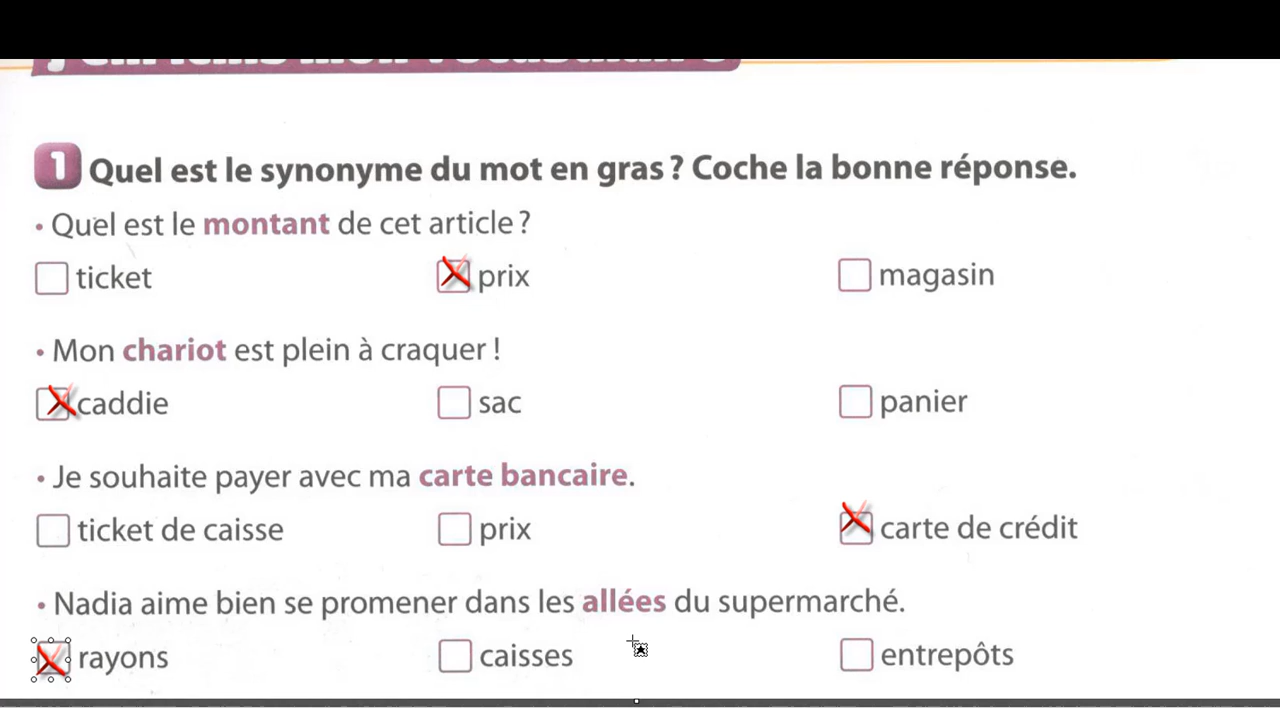 1 Quel est le synonyme du mot en gras ? Coche la bonne réponse.
• Quel est le montant de cet article ?
ticket prix magasin
• Mon chariot est plein à craquer !
caddie sac panier
• Je souhaite payer avec ma carte bancaire.
ticket de caisse prix carte de crédit
• Nadia aime bien se promener dans les allées du supermarché.
rayons caisses entrepôts